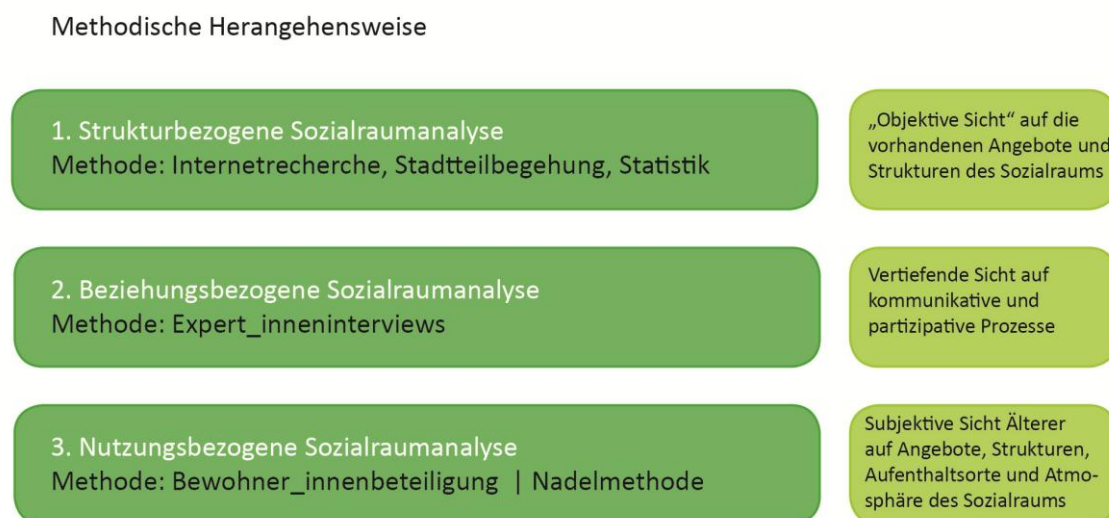 Methodische Herangehensweise
1. Strukturbezogene Sozialraumanalyse
Methode: Internetrecherche, Stadtteilbegehung, Statistik
„Objektive Sicht“ auf die
vorhandenen Angebote und
Strukturen des Sozialraums
2. Beziehungsbezogene Sozialraumanalyse
Methode: Expert_inneninterviews
Vertiefende Sicht auf
kommunikative und
partizipative Prozesse
3. Nutzungsbezogene Sozialraumanalyse
Methode: Bewohner_innenbeteiligung | Nadelmethode
Subjektive Sicht Älterer
auf Angebote, Strukturen,
Aufenthaltsorte und Atmo-
sphäre des Sozialraums